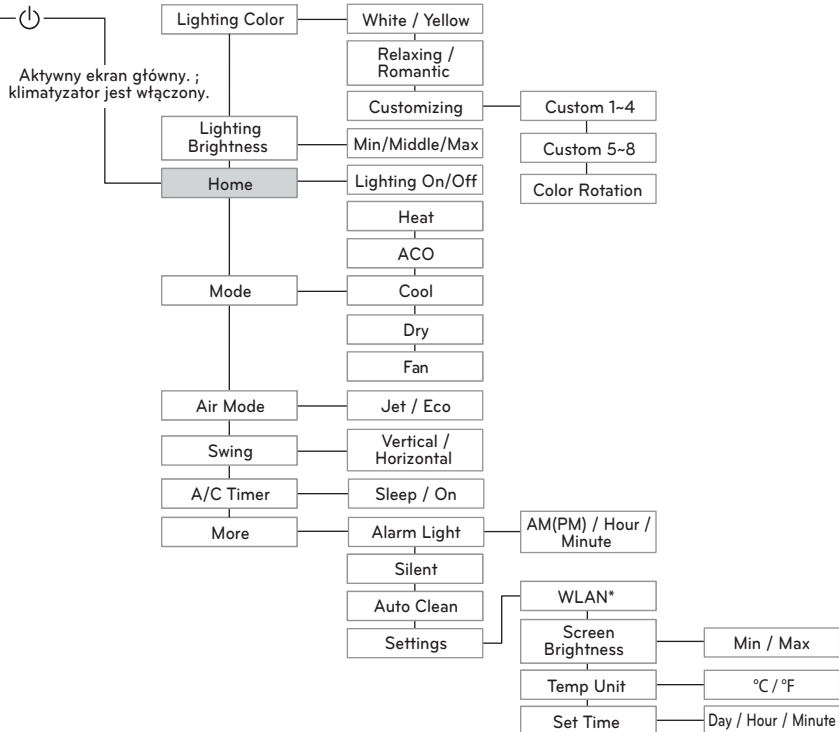 Aktywny ekran główny. ;
klimatyzator jest włączony.
Lighting Color
White / Yellow
Relaxing /
Romantic
Customizing
Custom 1~4
Custom 5~8
Color Rotation
Lighting
Brightness
Min/Middle/Max
Home
Lighting On/Off
Mode
Heat
ACO
Cool
Dry
Fan
Air Mode
Jet / Eco
Swing
Vertical /
Horizontal
A/C Timer
Sleep / On
More
Alarm Light
AM(PM) / Hour /
Minute
Silent
Auto Clean
Settings
WLAN*
Screen
Brightness
Min / Max
Temp Unit
°C / °F
Set Time
Day / Hour / Minute